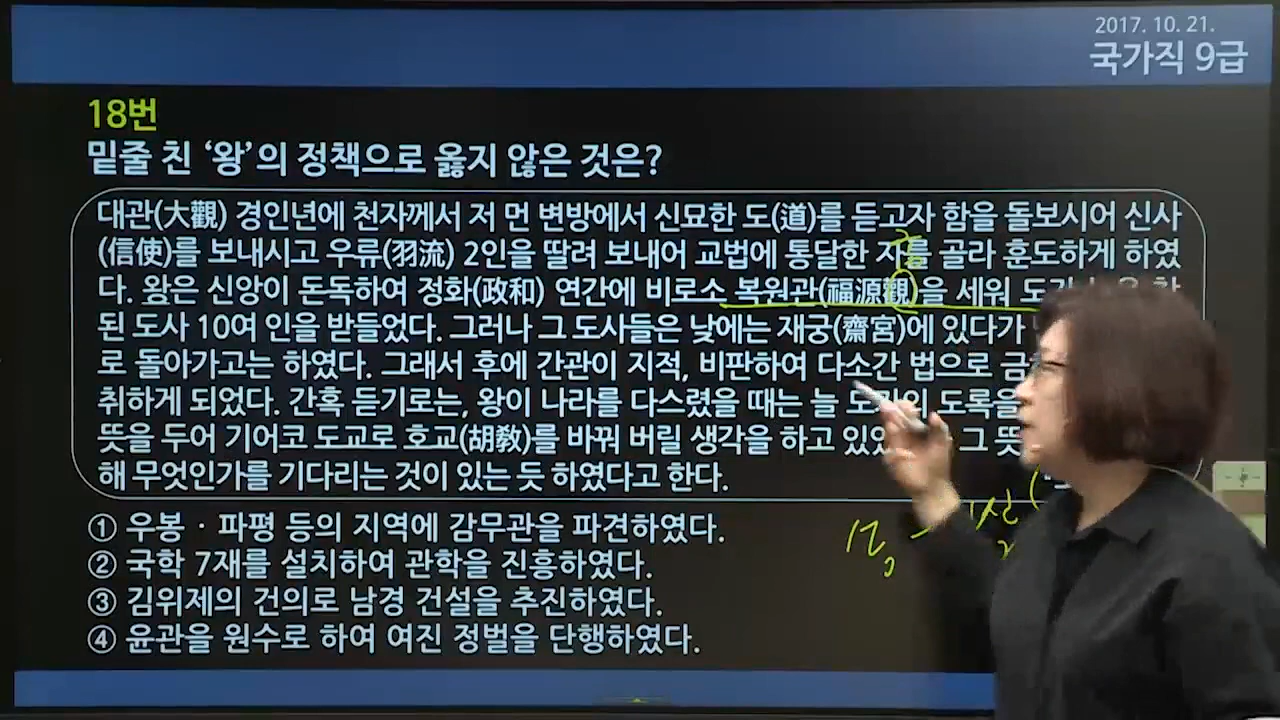 2017. 10. 21.
국가직 9급
18번
밑줄 친 ‘왕’의 정책으로 옳지 않은 것은?
대관(大觀) 경인년에 천자께서 저 먼 변방에서 신묘한 도(道)를 듣고자 함을 돌보시어 신사
(信使)를 보내시고 우류(羽流) 2인을 딸려 보내어 교법에 통달한 자를 골라 훈도하게 하였
다. 왕은 신앙이 돈독하여 정화(政和) 연간에 비로소 복원관(福源觀)을 세워
된 도사 10여 인을 받들었다. 그러나 그 도사들은 낮에는 재궁(齋宮)에 있다가
로 돌아가고는 하였다. 그래서 후에 간관이 지적, 비판하여 다소간 법으로
취하게 되었다. 간혹 듣기로는, 왕이 나라를 다스렸을 때는 늘 도록을
뜻을 두어 기어코 도교로 호교(胡敎)를 바꿔 버릴 생각을 하고 그 뜻
해 무엇인가를 기다리는 것이 있는 듯 하였다고 한다.
① 우봉 · 파평 등의 지역에 감무관을 파견하였다.
② 국학 7재를 설치하여 관학을 진흥하였다.
③ 김위제의 건의로 남경 건설을 추진하였다.
④ 윤관을 원수로 하여 여진 정벌을 단행하였다.